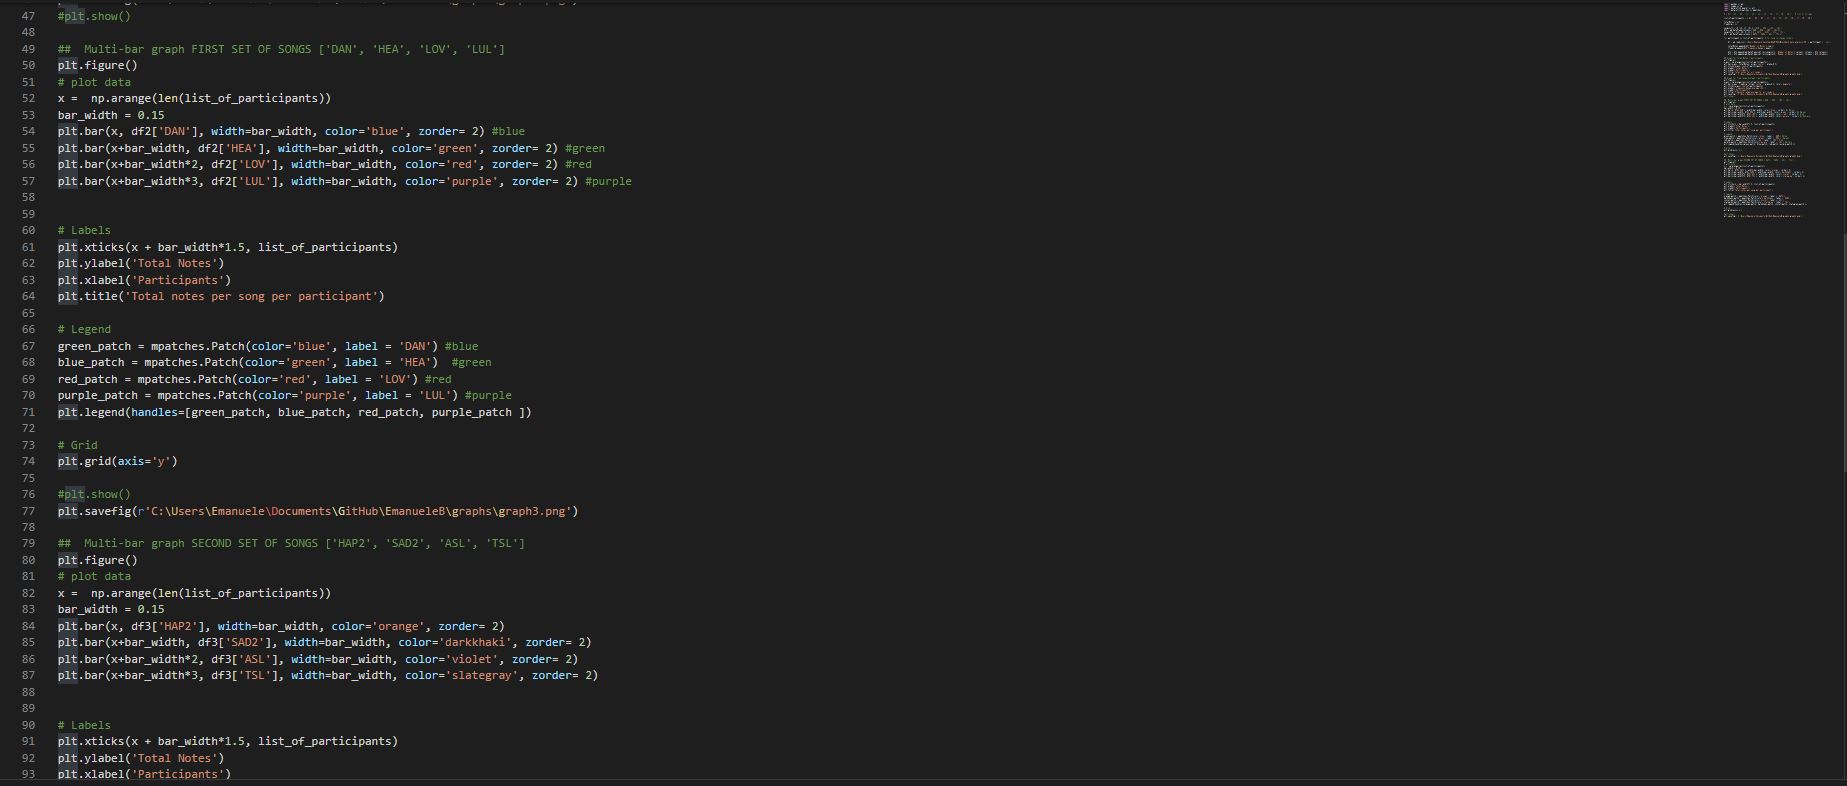 47 #plt.show()
48
49 ##  Multi-bar graph FIRST SET OF SONGS ['DAN', 'HEA', 'LOV', 'LUL']
50 plt.figure()
51 # plot data
52 x =  np.arange(len(list_of_participants))
53 bar_width = 0.15
54 plt.bar(x, df2['DAN'], width=bar_width, color='blue', zorder= 2) #blue
55 plt.bar(x+bar_width, df2['HEA'], width=bar_width, color='green', zorder= 2) #green
56 plt.bar(x+bar_width*2, df2['LOV'], width=bar_width, color='red', zorder= 2) #red
57 plt.bar(x+bar_width*3, df2['LUL'], width=bar_width, color='purple', zorder= 2) #purple
58
59
60 # Labels
61 plt.xticks(x + bar_width*1.5, list_of_participants)
62 plt.ylabel('Total Notes')
63 plt.xlabel('Participants')
64 plt.title('Total notes per song per participant')
65
66 # Legend
67 green_patch = mpatches.Patch(color='blue', label = 'DAN') #blue
68 blue_patch = mpatches.Patch(color='green', label = 'HEA')  #green
69 red_patch = mpatches.Patch(color='red', label = 'LOV') #red
70 purple_patch = mpatches.Patch(color='purple', label = 'LUL') #purple
71 plt.legend(handles=[green_patch, blue_patch, red_patch, purple_patch ])
72
73 # Grid
74 plt.grid(axis='y')
75
76 #plt.show()
77 plt.savefig(r'C:\Users\Emanuele\Documents\GitHub\EmanueleB\graphs\graph3.png')
78
79 ##  Multi-bar graph SECOND SET OF SONGS ['HAP2', 'SAD2', 'ASL', 'TSL']
80 plt.figure()
81 # plot data
82 x =  np.arange(len(list_of_participants))
83 bar_width = 0.15
84 plt.bar(x, df3['HAP2'], width=bar_width, color='orange', zorder= 2)
85 plt.bar(x+bar_width, df3['SAD2'], width=bar_width, color='darkkhaki', zorder= 2)
86 plt.bar(x+bar_width*2, df3['ASL'], width=bar_width, color='violet', zorder= 2)
87 plt.bar(x+bar_width*3, df3['TSL'], width=bar_width, color='slategray', zorder= 2)
88
89
90 # Labels
91 plt.xticks(x + bar_width*1.5, list_of_participants)
92 plt.ylabel('Total Notes')
93 plt.xlabel('Participants')